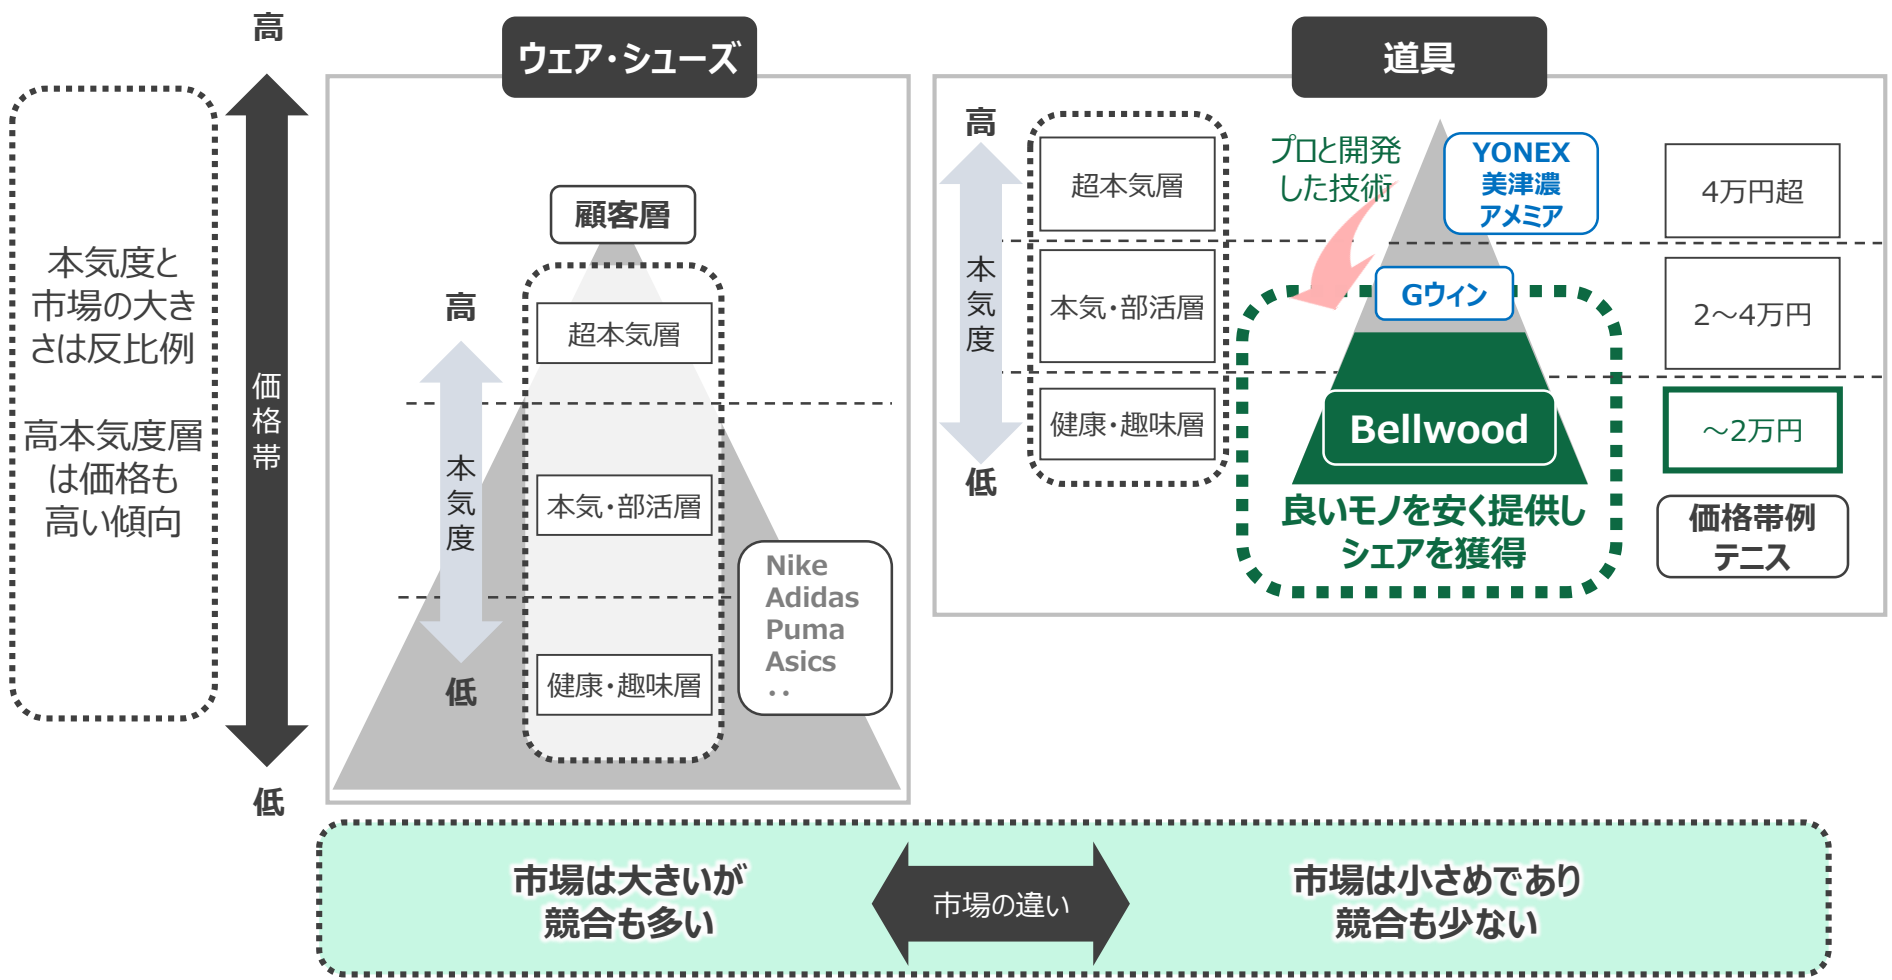 高
本気度と
市場の大き
さは反比例
高本気度層
は価格も
高い傾向
価格帯
低
ウェア・シューズ
顧客層
高
本気度
低
超本気層
本気・部活層
健康・趣味層
Nike
Adidas
Puma
Asics
・・
道具
高
本気度
低
超本気層
本気・部活層
健康・趣味層
プロと開発
した技術
YONEX
美津濃
アメミア
Gウィン
Bellwood
良いモノを安く提供し
シェアを獲得
4万円超
2～4万円
～2万円
価格帯例
テニス
市場は大きいが
競合も多い
市場の違い
市場は小さめであり
競合も少ない